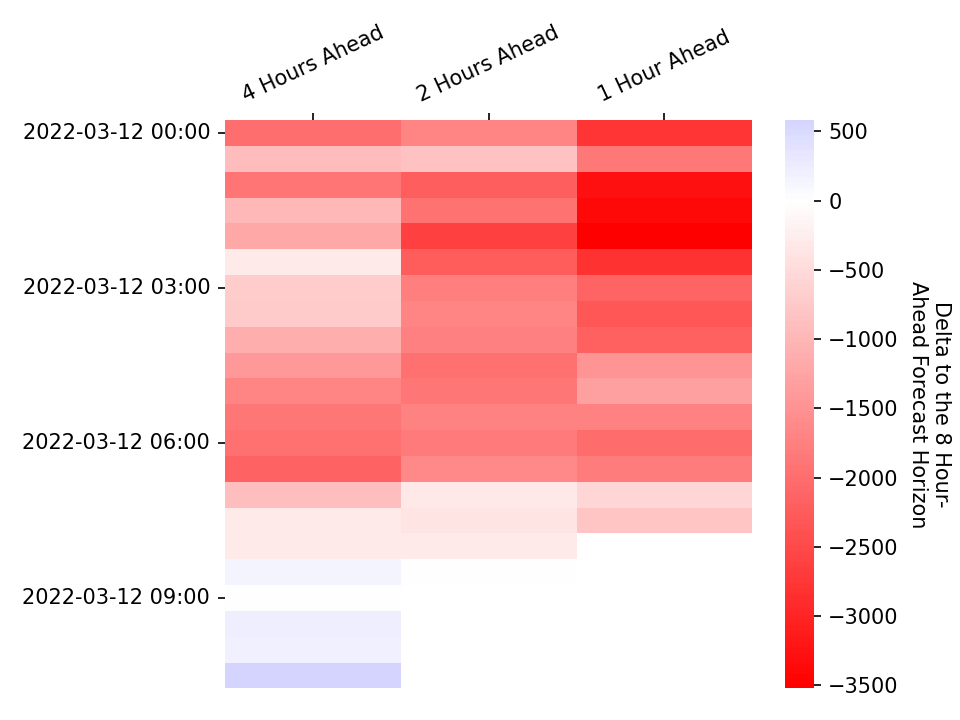 4 Hours Ahead
2 Hours Ahead
1 Hour Ahead
2022-03-12 00:00
2022-03-12 03:00
2022-03-12 06:00
2022-03-12 09:00
500
0
−500
−1000
−1500
−2000
−2500
−3000
−3500
Delta to the 8 Hour-
Ahead Forecast Horizon